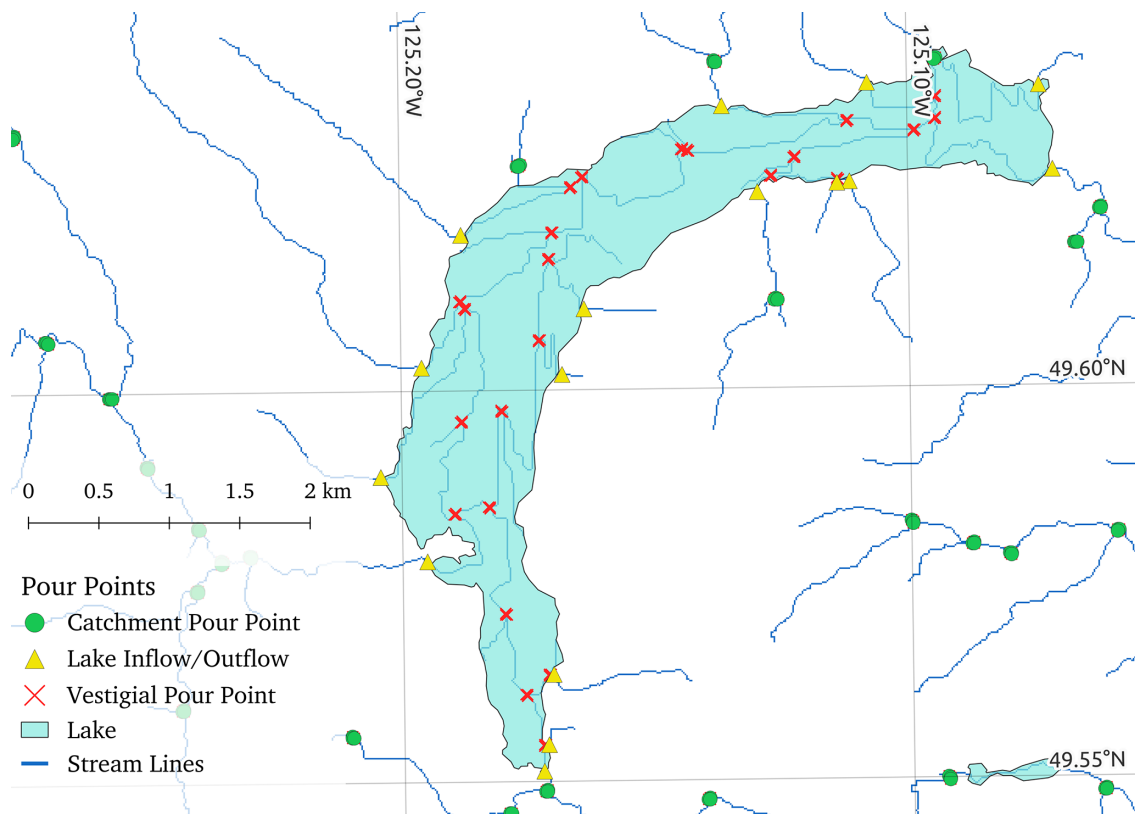 125.20°W
125.10°W
49.60°N
0 0.5 1 1.5 2 km
49.55°N
Pour Points
Catchment Pour Point
Lake Inflow/Outflow
Vestigial Pour Point
Lake
Stream Lines